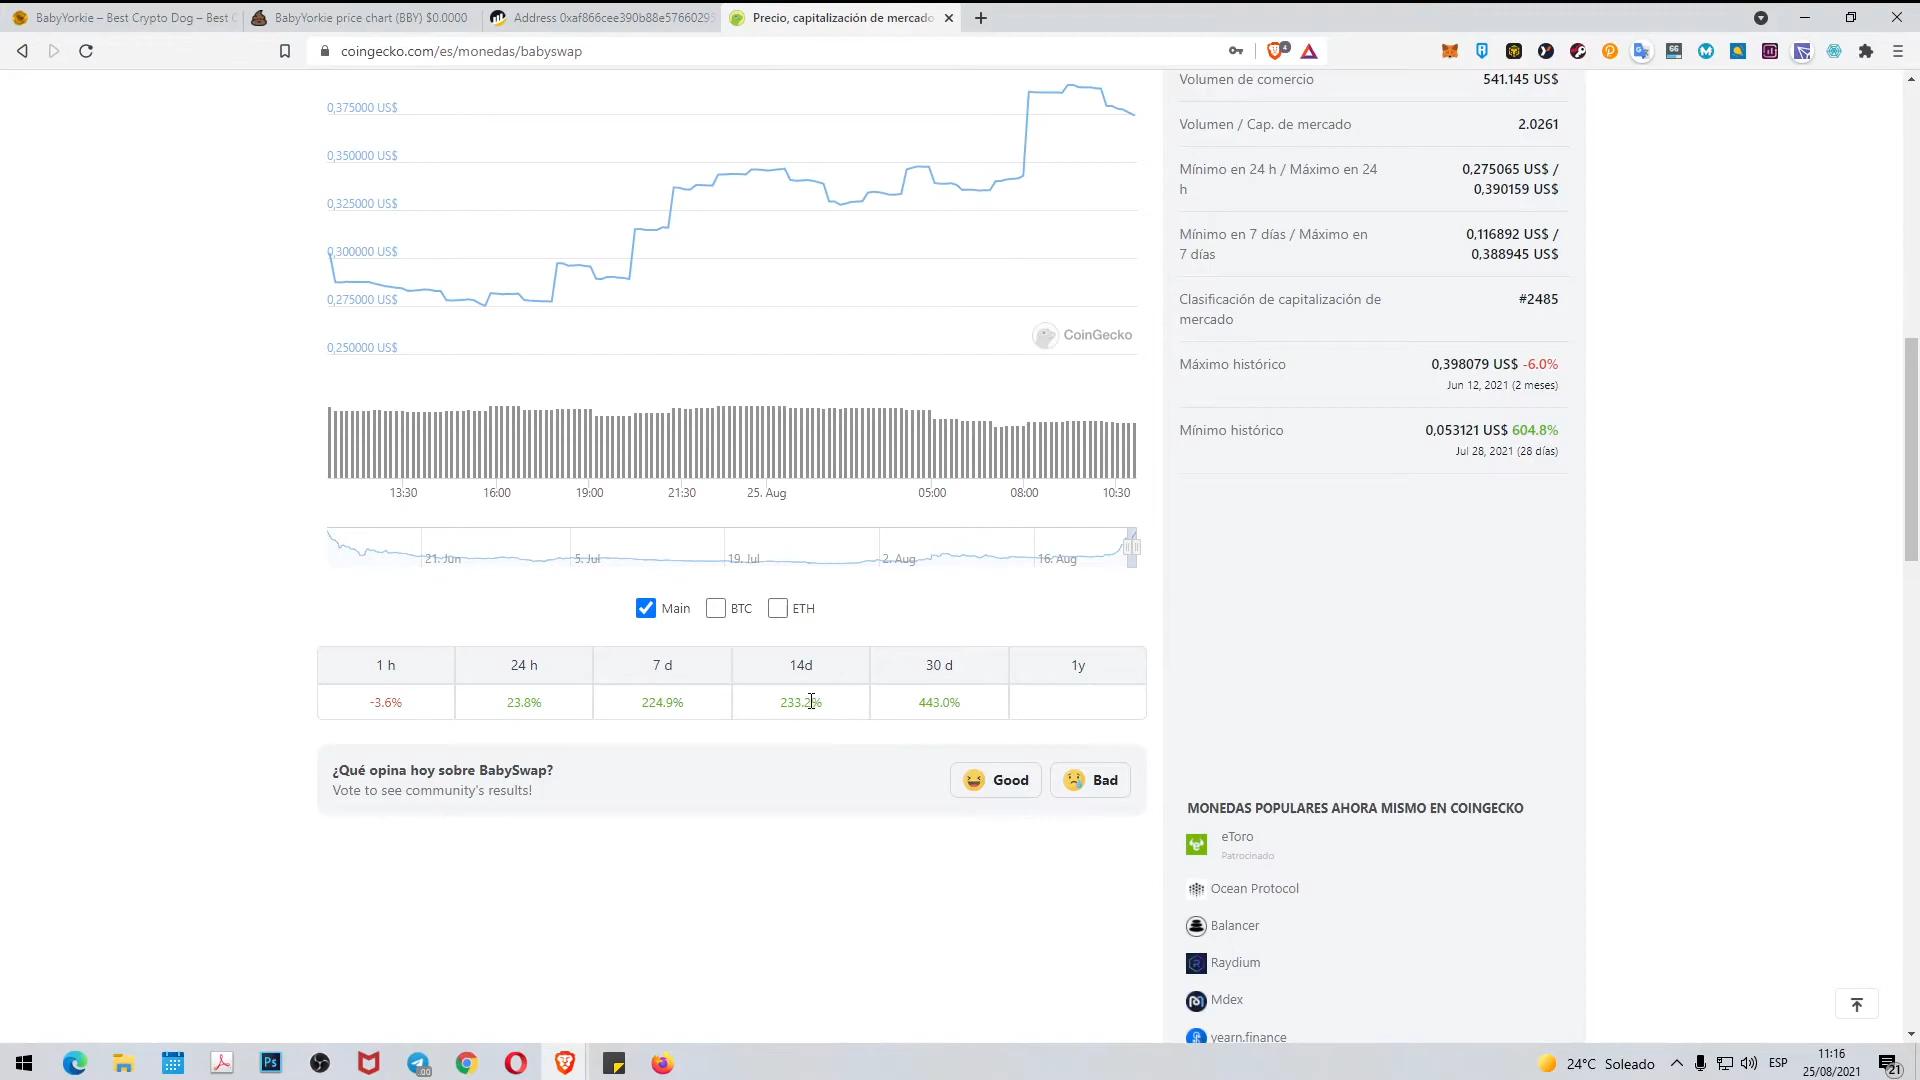 BabyYorkie – Best Crypto Dog – Best C
BabyYorkie price chart (BBY) $0.0000
Address 0xaf866cee390b88e57660295
Precio, capitalización de mercado
coingecko.com/es/monedas/babyswap
4
66
0,375000 US$
0,350000 US$
0,325000 US$
0,300000 US$
0,275000 US$
0,250000 US$
CoinGecko
13:30 16:00 19:00 21:30 25. Aug 05:00 08:00 10:30
21. Jun 5. Jul 19. Jul 2. Aug 16. Aug
Main BTC ETH
1 h 24 h 7 d 14d 30 d 1y
-3.6% 23.8% 224.9% 233.2% 443.0%
¿Qué opina hoy sobre BabySwap?
Vote to see community's results!
Good
Bad
Volumen de comercio 541.145 US$
Volumen / Cap. de mercado 2.0261
Mínimo en 24 h / Máximo en 24 0,275065 US$ /
h 0,390159 US$
Mínimo en 7 días / Máximo en 0,116892 US$ /
7 días 0,388945 US$
Clasificación de capitalización de #2485
mercado
Máximo histórico 0,398079 US$ -6.0%
Jun 12, 2021 (2 meses)
Mínimo histórico 0,053121 US$ 604.8%
Jul 28, 2021 (28 días)
MONEDAS POPULARES AHORA MISMO EN COINGECKO
eToro
Patrocinado
Ocean Protocol
Balancer
Raydium
Mdex
yearn.finance
Ps
00
24°C Soleado
ESP
11:16
25/08/2021
21